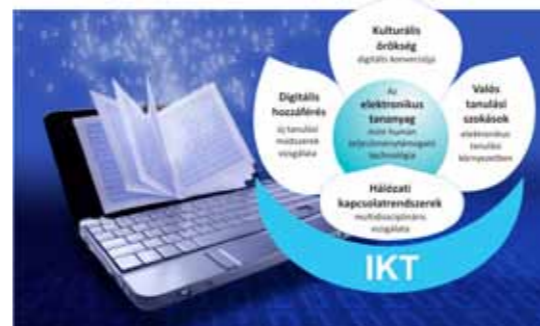 Kulturális
örökség
digitális konverziója
Digitális
hozzáférés
új tanulási
módszerek
vizsgálata
Az
elektronikus
tananyag
mint humán
teljesítménytámogató
technológia
Valós
tanulási
szokások
elektronikus
tanulási
környezetben
Hálózati
kapcsolatrendszerek
multidiszciplináris
vizsgálata
IKT